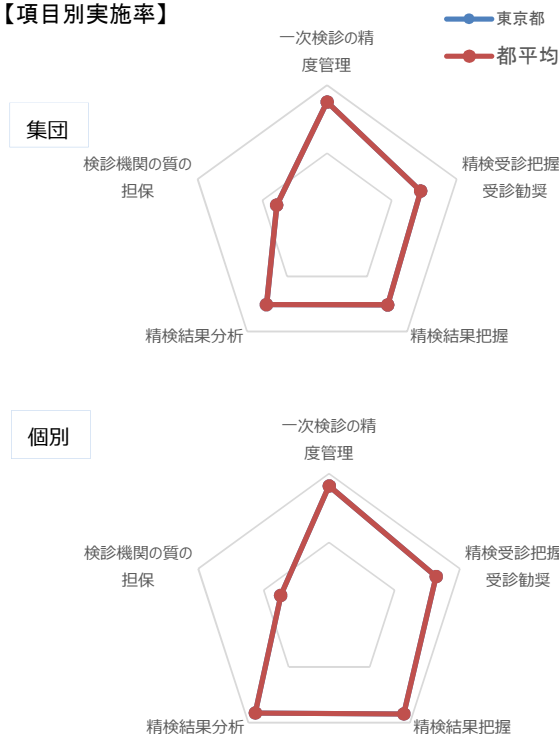 【項目別実施率】
東京都
都平均
集団
一次検診の精
度管理
精検受診把握
受診勧奨
精検結果把握
精検結果分析
検診機関の質の
担保
個別
一次検診の精
度管理
精検受診把握
受診勧奨
精検結果把握
精検結果分析
検診機関の質の
担保